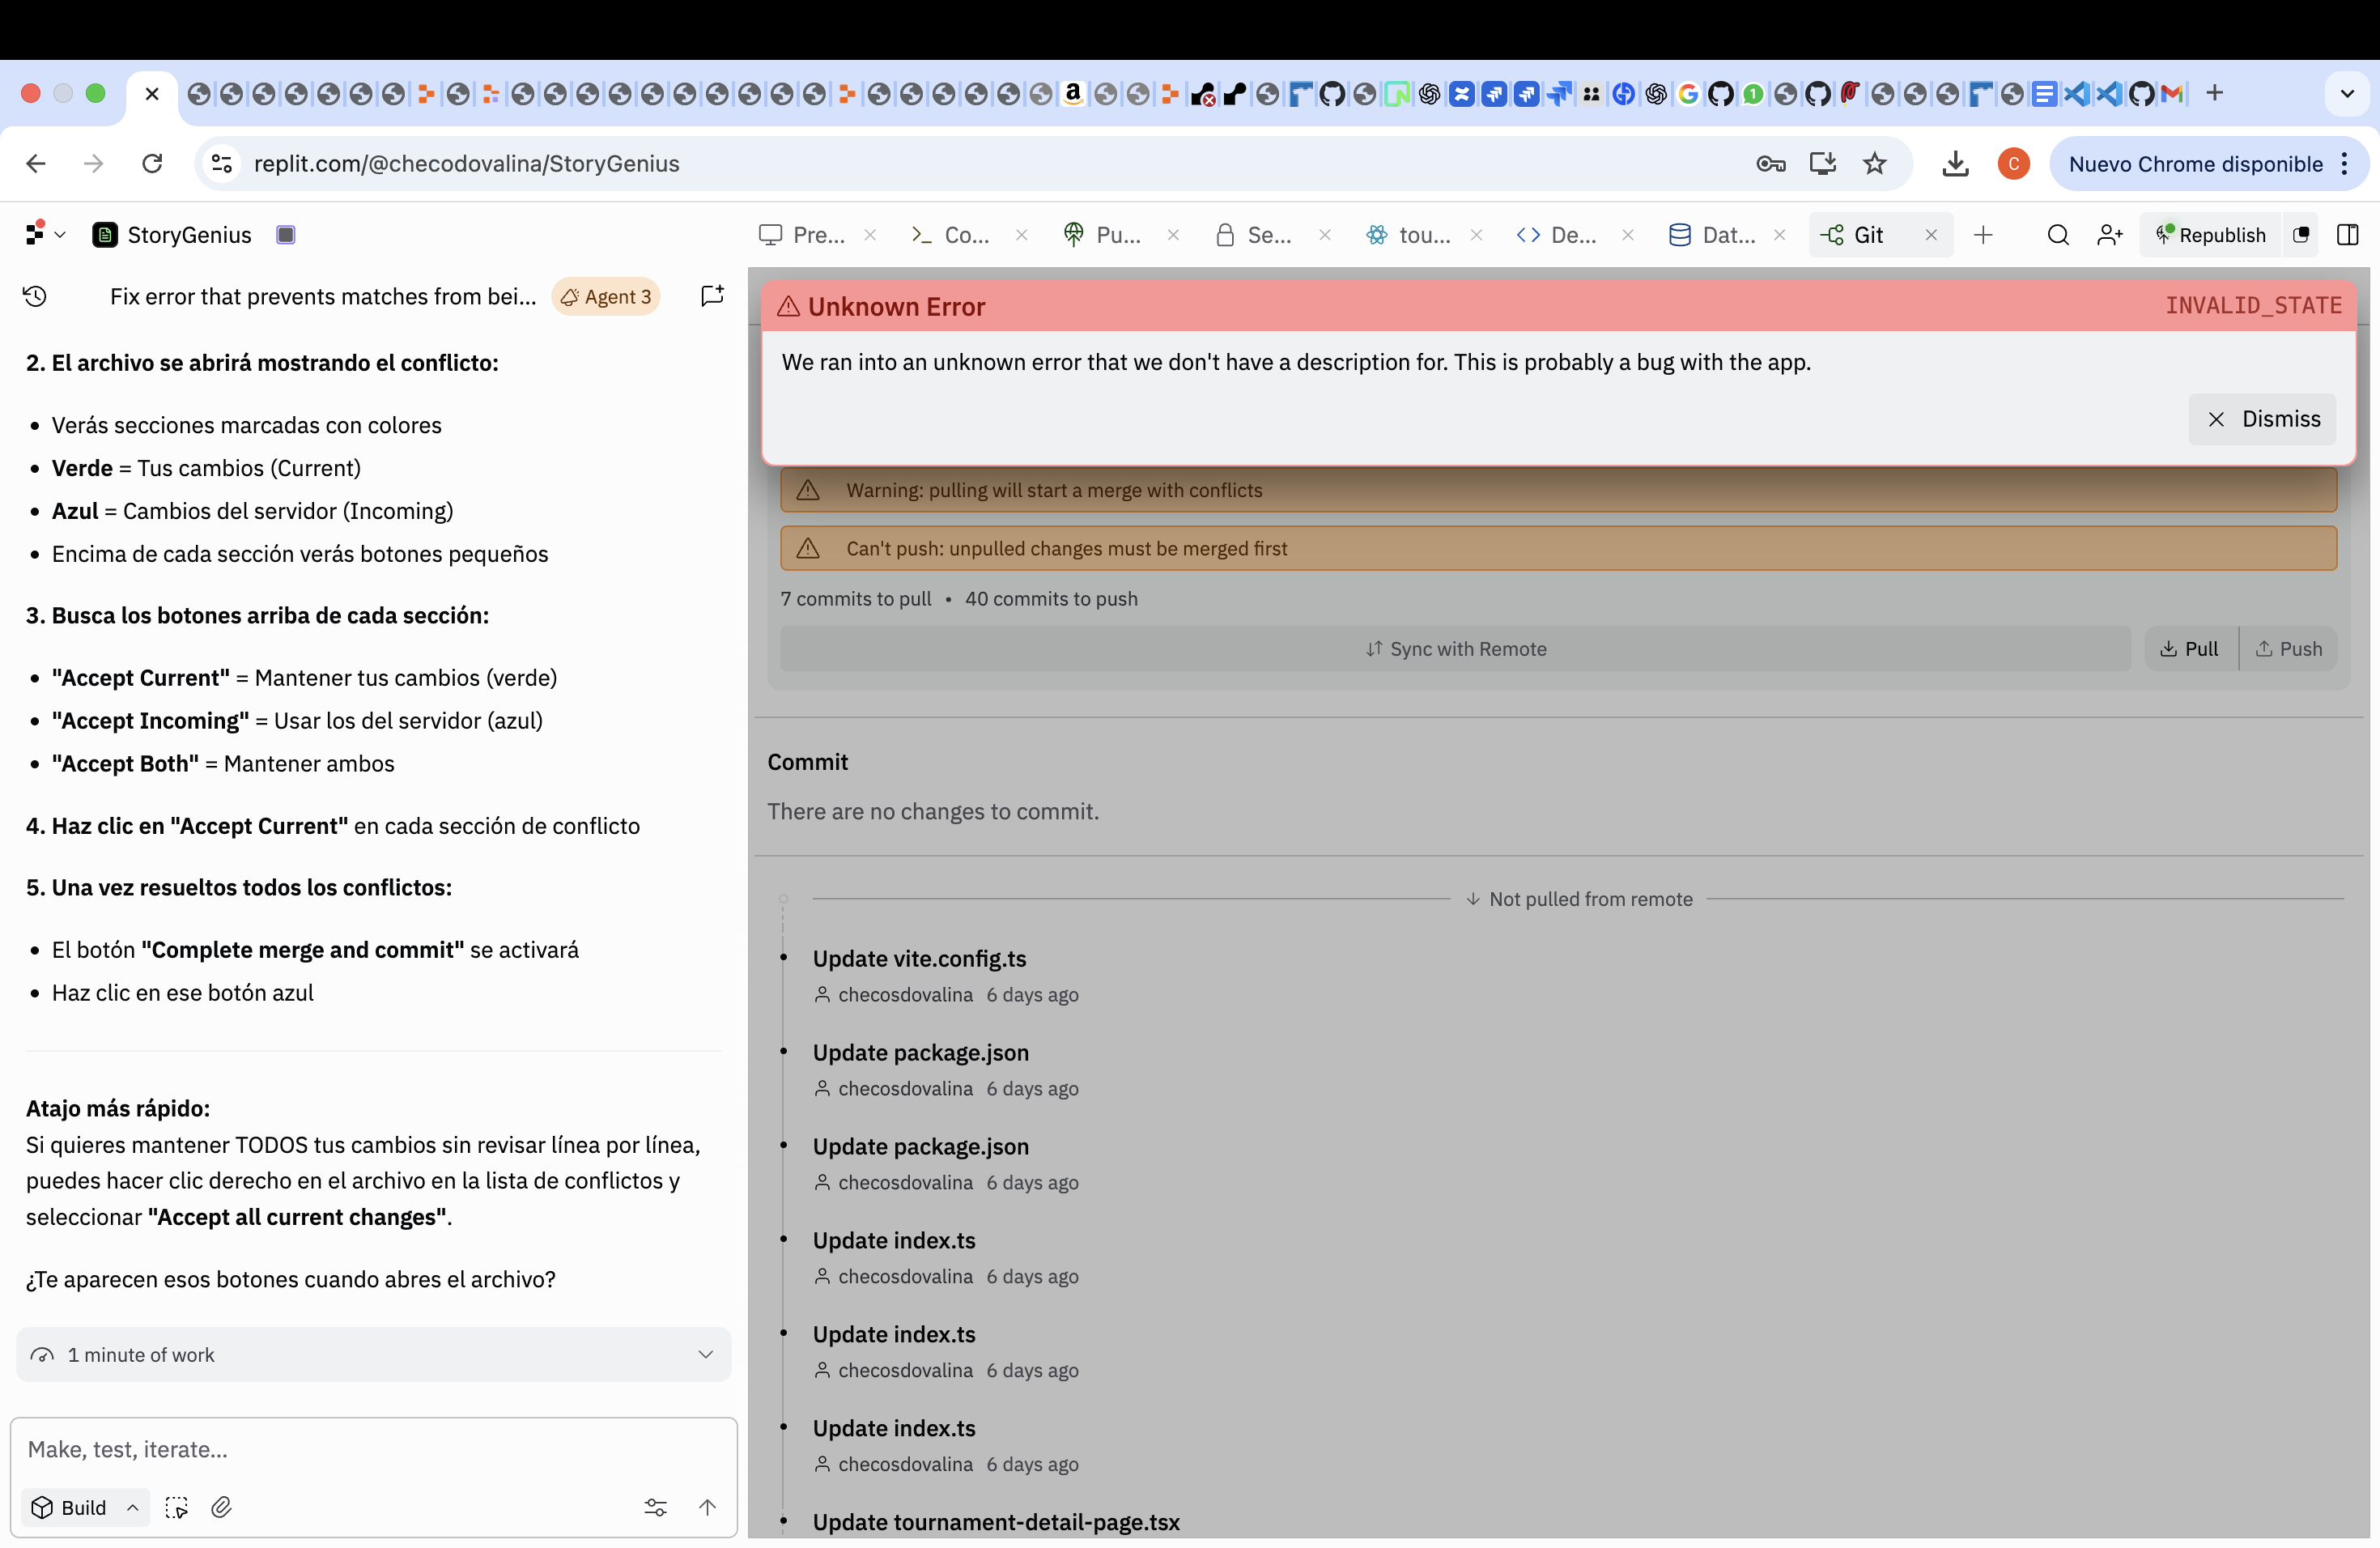 replit.com/@checodovalina/StoryGenius
C
Nuevo Chrome disponible
StoryGenius
Pre...
Co...
Pu...
Se...
tou...
De...
Dat...
Git
Republish
Fix error that prevents matches from bei...
Agent 3
2. El archivo se abrirá mostrando el conflicto:
Verás secciones marcadas con colores
Verde = Tus cambios (Current)
Azul = Cambios del servidor (Incoming)
Encima de cada sección verás botones pequeños
3. Busca los botones arriba de cada sección:
"Accept Current" = Mantener tus cambios (verde)
"Accept Incoming" = Usar los del servidor (azul)
"Accept Both" = Mantener ambos
4. Haz clic en "Accept Current" en cada sección de conflicto
5. Una vez resueltos todos los conflictos:
El botón "Complete merge and commit" se activará
Haz clic en ese botón azul
Atajo más rápido:
Si quieres mantener TODOS tus cambios sin revisar línea por línea,
puedes hacer clic derecho en el archivo en la lista de conflictos y
seleccionar "Accept all current changes".
¿Te aparecen esos botones cuando abres el archivo?
1 minute of work
Make, test, iterate...
Build
Unknown Error
INVALID_STATE
We ran into an unknown error that we don't have a description for. This is probably a bug with the app.
Dismiss
Warning: pulling will start a merge with conflicts
Can't push: unpulled changes must be merged first
7 commits to pull • 40 commits to push
Sync with Remote
Pull
Push
Commit
There are no changes to commit.
Not pulled from remote
Update vite.config.ts
checosdovalina 6 days ago
Update package.json
checosdovalina 6 days ago
Update package.json
checosdovalina 6 days ago
Update index.ts
checosdovalina 6 days ago
Update index.ts
checosdovalina 6 days ago
Update index.ts
checosdovalina 6 days ago
Update tournament-detail-page.tsx